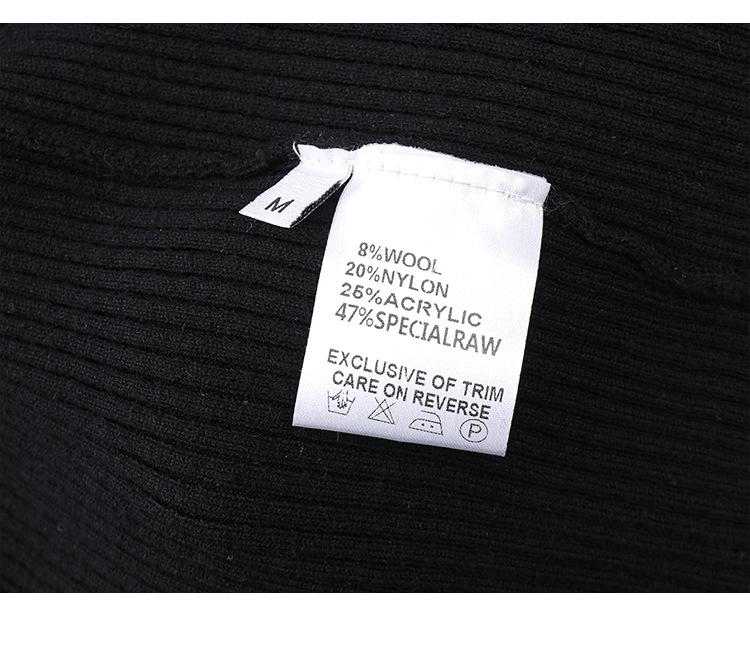 M
8%WOOL
20%NYLON
25%ACRYLIC
47%SPECIALRAW
EXCLUSIVE OF TRIM
CARE ON REVERSE
P